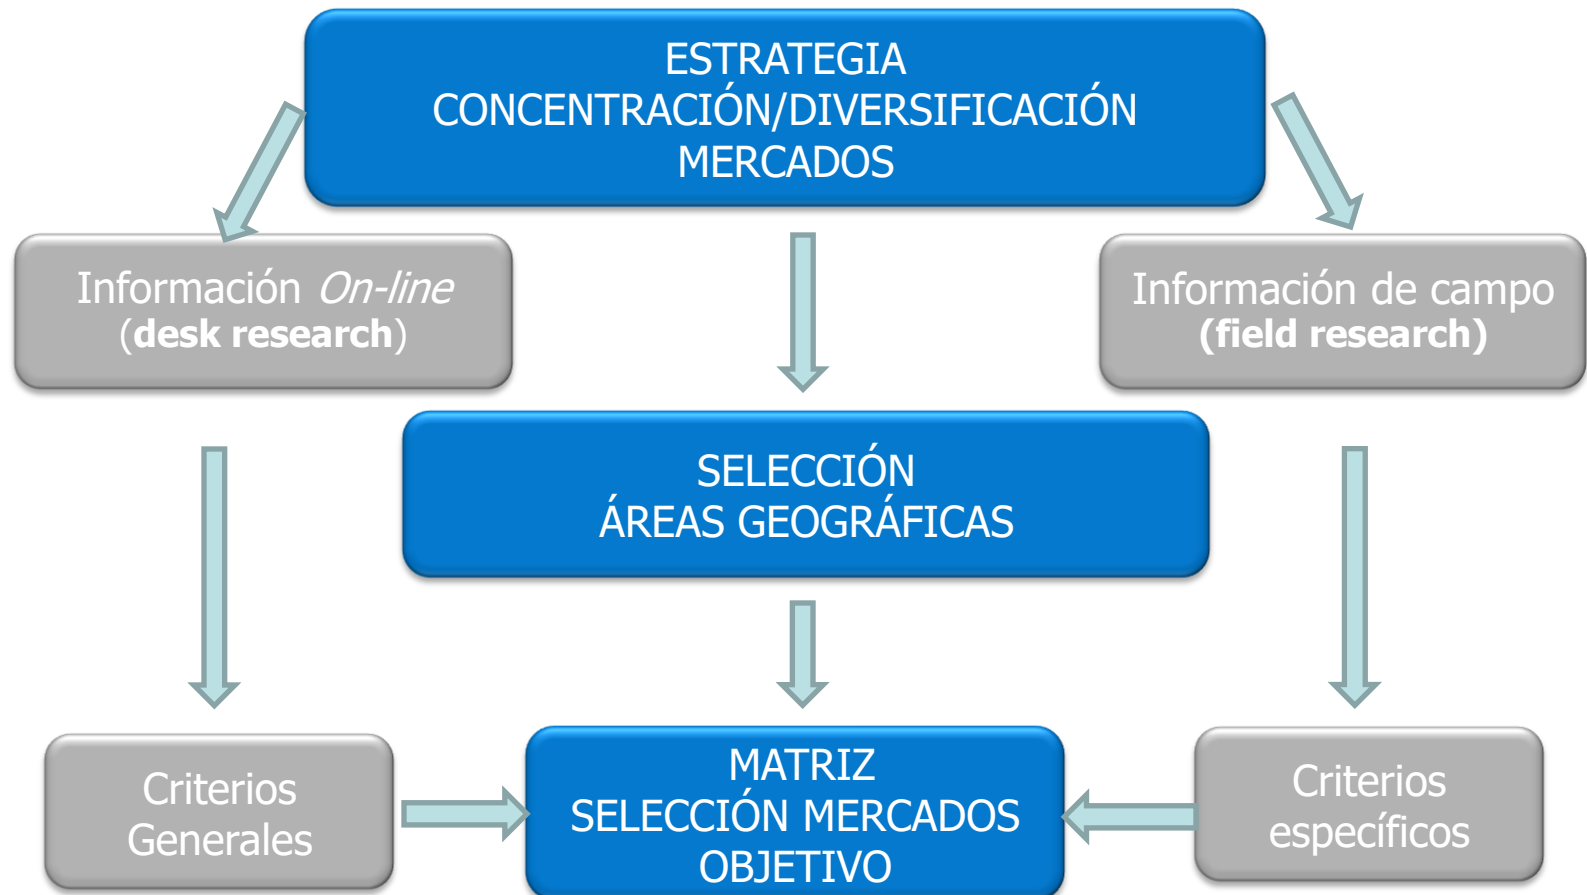 ESTRATEGIA
CONCENTRACIÓN/DIVERSIFICACIÓN
MERCADOS
Información On-line
(desk research)
Información de campo
(field research)
SELECCIÓN
ÁREAS GEOGRÁFICAS
Criterios
Generales
MATRIZ
SELECCIÓN MERCADOS
OBJETIVO
Criterios
específicos